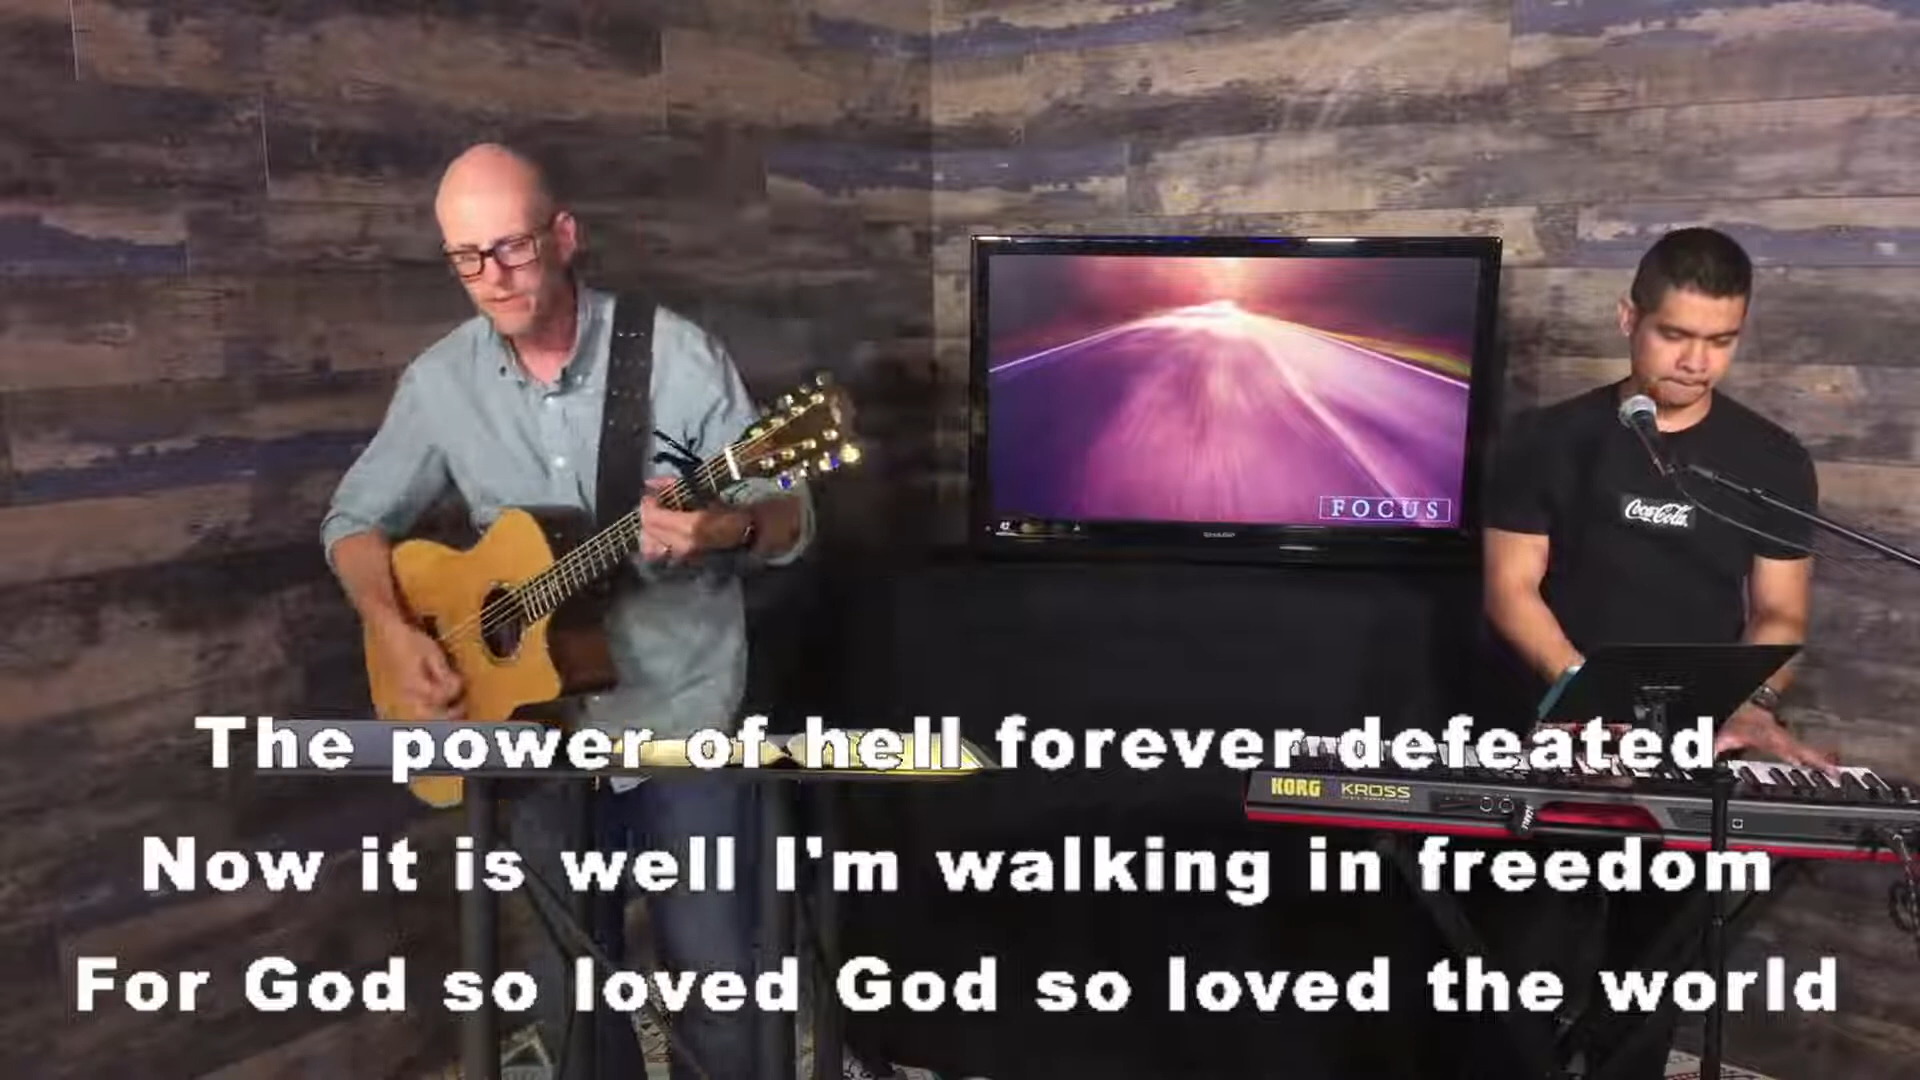 FOCUS
SHARP
Coca-Cola
The power of hell forever defeated
KORG KROSS
Now it is well I'm walking in freedom
For God so loved God so loved the world